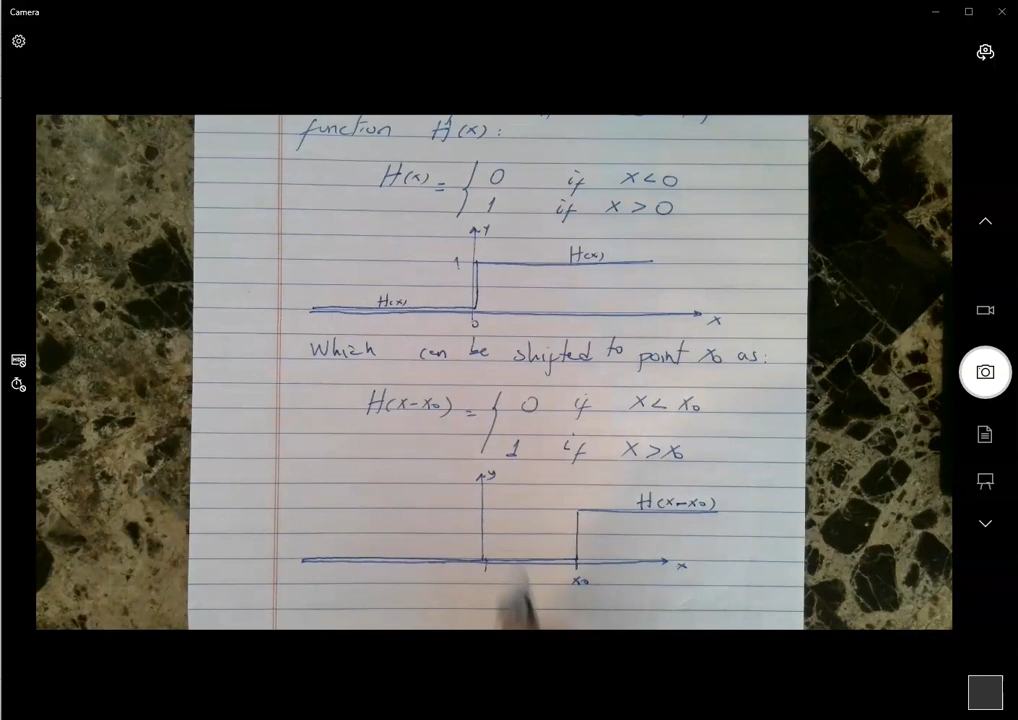 Camera
function H(x):
H(x) = { 0 if x < 0
1 if x > 0
y
1
H(x)
H(x)
0
x
Which can be shifted to point x₀ as:
H(x-x₀) = { 0 if x < x₀
1 if x > x₀
y
H(x-x₀)
x
x₀